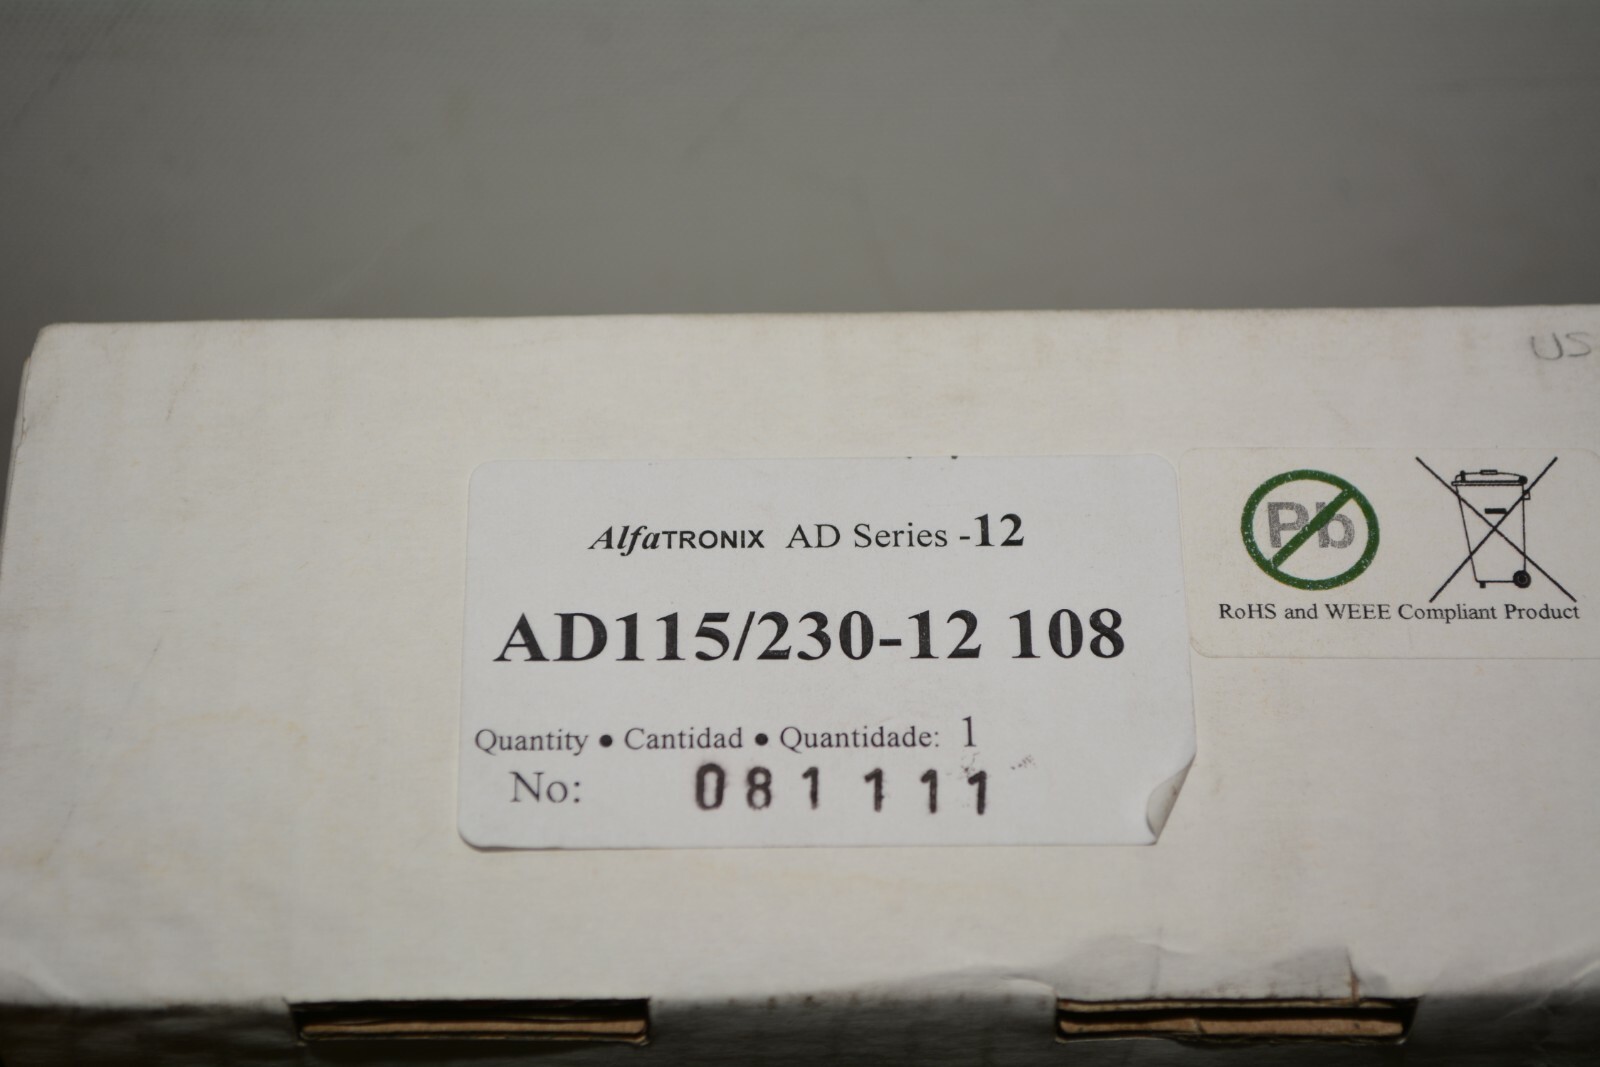 US
AlfaTRONIX AD Series -12
AD115/230-12 108
Quantity • Cantidad • Quantidade: 1
No: 081111
Pb
RoHS and WEEE Compliant Product